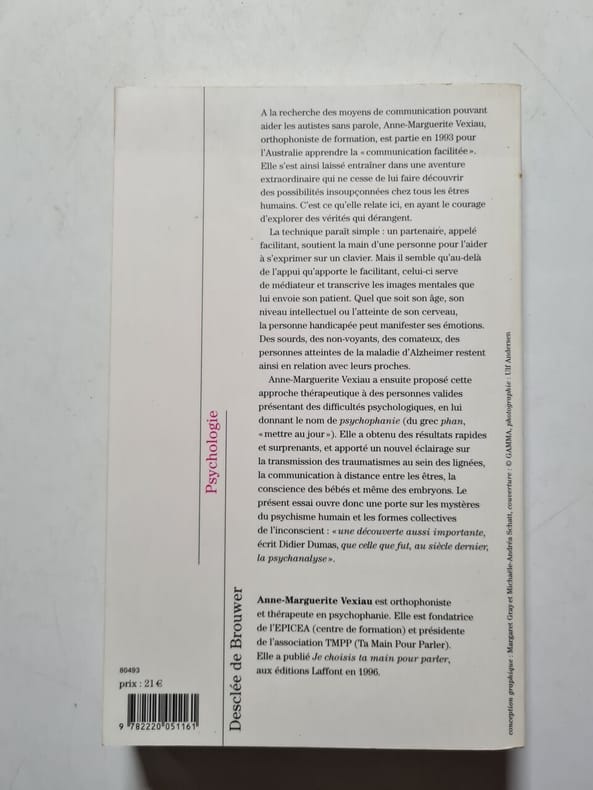 A la recherche des moyens de communication pouvant
aider les autistes sans parole, Anne-Marguerite Vexiau,
orthophoniste de formation, est partie en 1993 pour
l'Australie apprendre la « communication facilitée ».
Elle s'est ainsi laissé entraîner dans une aventure
extraordinaire qui ne cesse de lui faire découvrir
des possibilités insoupçonnées chez tous les êtres
humains. C'est ce qu'elle relate ici, en ayant le courage
d'explorer des vérités qui dérangent.
La technique paraît simple : un partenaire, appelé
facilitant, soutient la main d'une personne pour l'aider
à s'exprimer sur un clavier. Mais il semble qu'au-delà
de l'appui qu'apporte le facilitant, celui-ci serve
de médiateur et transcrive les images mentales que
lui envoie son patient. Quel que soit son âge, son
niveau intellectuel ou l'atteinte de son cerveau,
la personne handicapée peut manifester ses émotions.
Des sourds, des non-voyants, des comateux, des
personnes atteintes de la maladie d'Alzheimer restent
ainsi en relation avec leurs proches.
Anne-Marguerite Vexiau a ensuite proposé cette
approche thérapeutique à des personnes valides
présentant des difficultés psychologiques, en lui
donnant le nom de psychophanie (du grec phan,
« mettre au jour »). Elle a obtenu des résultats rapides
et surprenants, et apporté un nouvel éclairage sur
la transmission des traumatismes au sein des lignées,
la communication à distance entre les êtres, la
conscience des bébés et même des embryons. Le
présent essai ouvre donc une porte sur les mystères
du psychisme humain et les formes collectives
de l'inconscient : « une découverte aussi importante,
écrit Didier Dumas, que celle que fut, au siècle dernier,
la psychanalyse ».
Anne-Marguerite Vexiau est orthophoniste
et thérapeute en psychophanie. Elle est fondatrice
de l'EPICEA (centre de formation) et présidente
de l'association TMPP (Ta Main Pour Parler).
Elle a publié Je choisis ta main pour parler,
aux éditions Laffont en 1996.
Psychologie
Desclée de Brouwer
conception graphique : Margaret Gray et Michaële-Andréa Schatt, couverture : © GAMMA, photographie : Ulf Andersen
80493
prix : 21 €
9 782220 051161